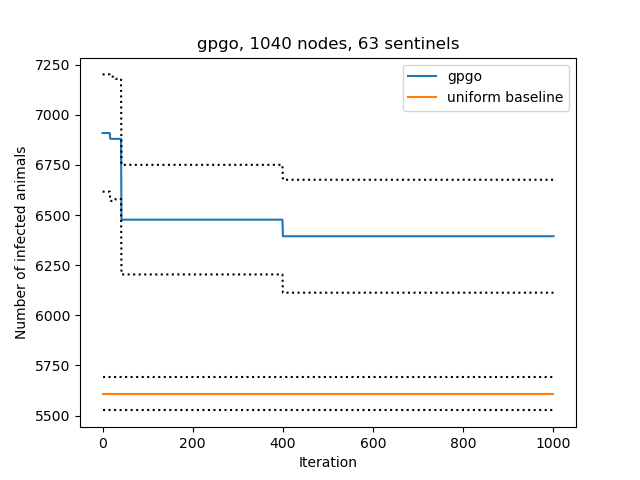 gpgo, 1040 nodes, 63 sentinels
gpgo
uniform baseline
7250
7000
6750
6500
6250
6000
5750
5500
Number of infected animals
0 200 400 600 800 1000
Iteration